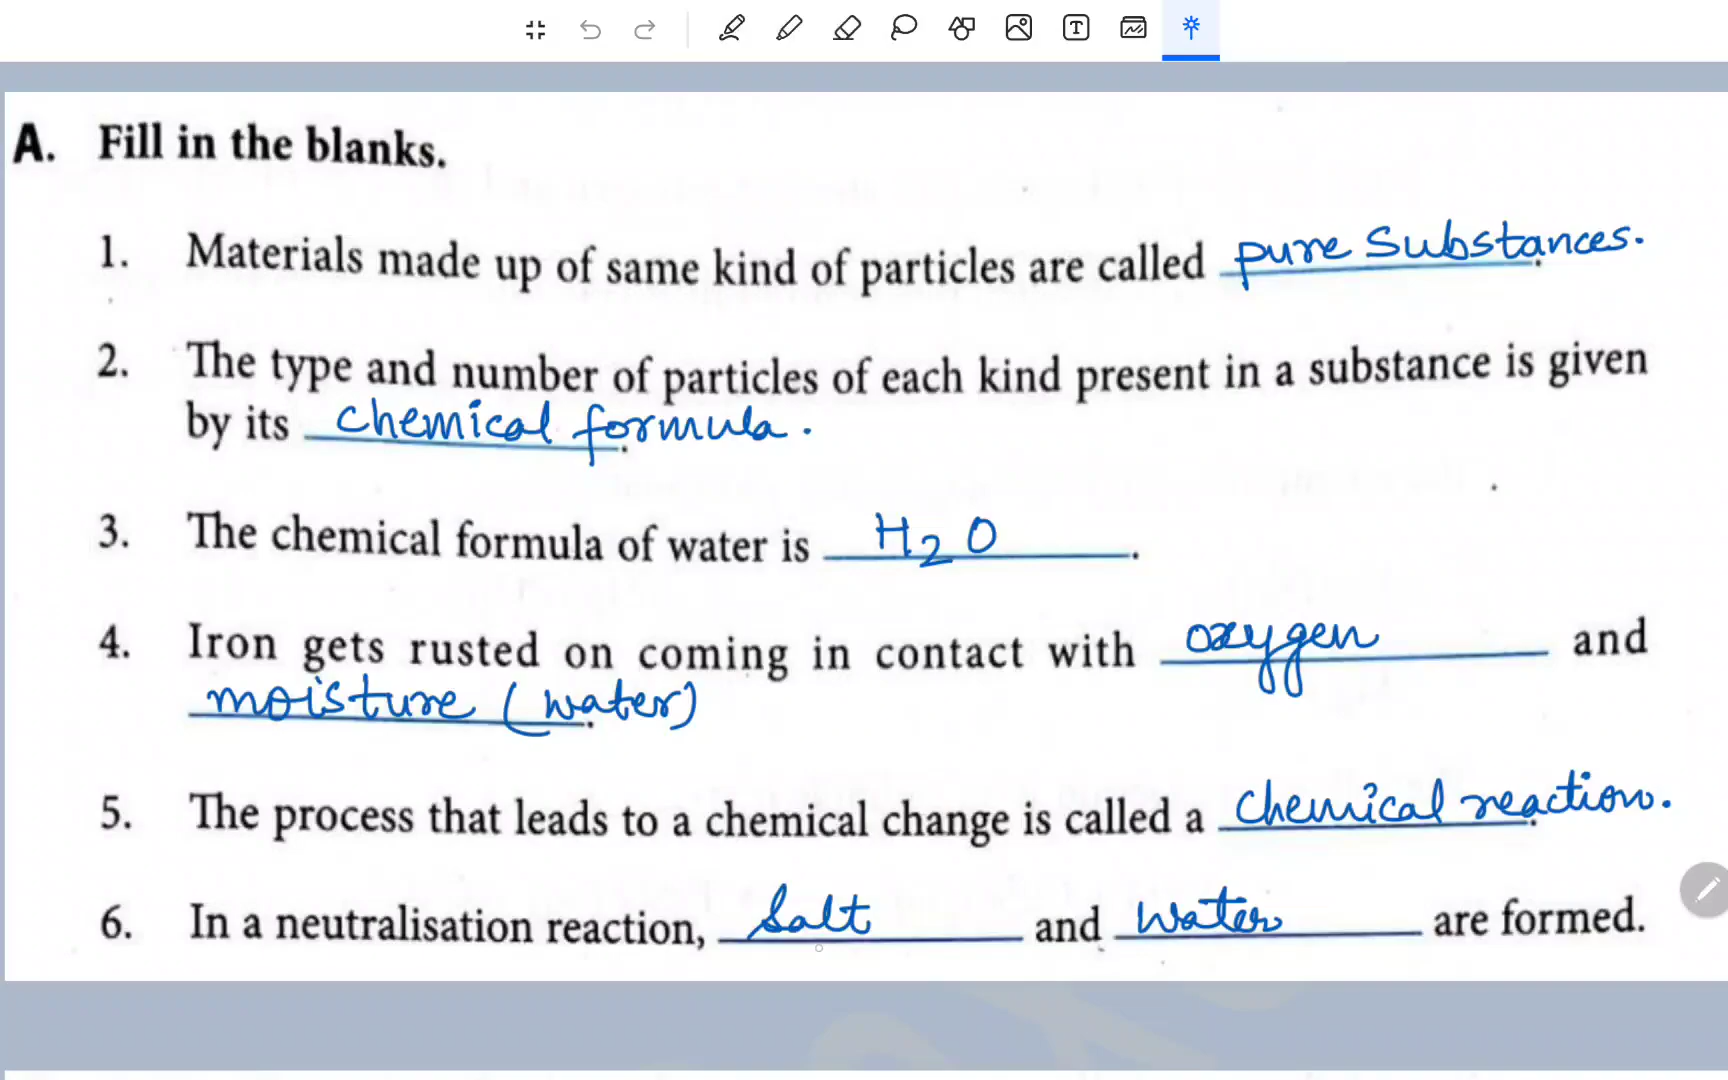 A. Fill in the blanks.
1. Materials made up of same kind of particles are called pure substances.
2. The type and number of particles of each kind present in a substance is given
by its chemical formula.
3. The chemical formula of water is H₂O.
4. Iron gets rusted on coming in contact with oxygen and
moisture (water).
5. The process that leads to a chemical change is called a chemical reaction.
6. In a neutralisation reaction, Salt and water are formed.